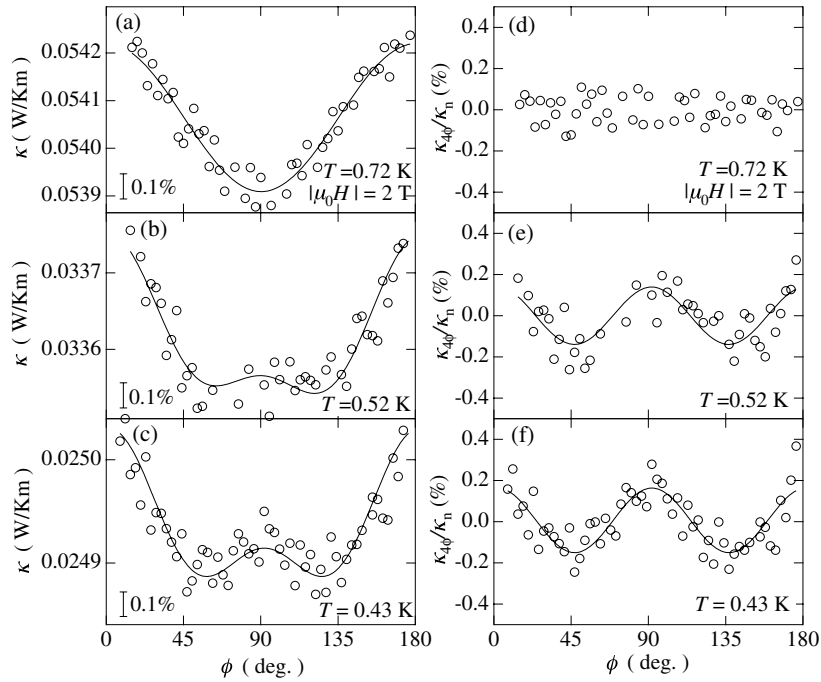 (a)
κ ( W/Km )
0.0542
0.0541
0.0540
0.0539
0.1%
T =0.72 K
|μ₀H | = 2 T
(b)
κ ( W/Km )
0.0337
0.0336
0.1%
T =0.52 K
(c)
κ ( W/Km )
0.0250
0.0249
0.1%
T = 0.43 K
0 45 90 135 180
ϕ ( deg. )
(d)
κ₄ϕ/κₙ (%)
0.4
0.2
0.0
-0.2
-0.4
T =0.72 K
|μ₀H | = 2 T
(e)
κ₄ϕ/κₙ (%)
0.4
0.2
0.0
-0.2
-0.4
T =0.52 K
(f)
κ₄ϕ/κₙ (%)
0.4
0.2
0.0
-0.2
-0.4
T = 0.43 K
0 45 90 135 180
ϕ ( deg. )